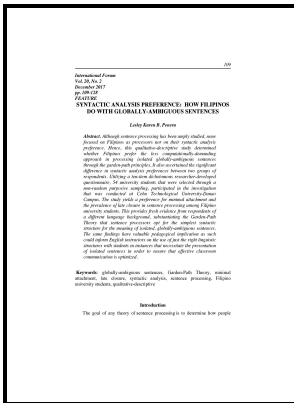 109
International Forum
Vol. 20, No. 2
December 2017
pp. 109-128
FEATURE
SYNTACTIC ANALYSIS PREFERENCE: HOW FILIPINOS
DO WITH GLOBALLY-AMBIGUOUS SENTENCES
Lesley Karen B. Penera
Abstract. Although sentence processing has been amply studied, none
focused on Filipinos as processors nor on their syntactic analysis
preference. Hence, this qualitative-descriptive study determined
whether Filipinos prefer the less computationally-demanding
approach in processing isolated globally-ambiguous sentences
through the garden-path principles. It also ascertained the significant
difference in syntactic analysis preferences between two groups of
respondents. Utilizing a ten-item dichotomous researcher-developed
questionnaire, 54 university students that were selected through a
non-random purposive sampling, participated in the investigation
that was conducted at Cebu Technological University-Danao
Campus. The study yields a preference for minimal attachment and
the prevalence of late closure in sentence processing among Filipino
university students. This provides fresh evidence from respondents of
a different language background, substantiating the Garden-Path
Theory that sentence processors opt for the simplest syntactic
structure for the meaning of isolated, globally-ambiguous sentences.
The same findings have valuable pedagogical implication as such
could inform English instructors on the use of just the right linguistic
structures with students in instances that necessitate the presentation
of isolated sentences in order to ensure that effective classroom
communication is optimized.
Keywords: globally-ambiguous sentences, Garden-Path Theory, minimal
attachment, late closure, syntactic analysis, sentence processing, Filipino
university students, qualitative-descriptive
Introduction
The goal of any theory of sentence processing is to determine how people